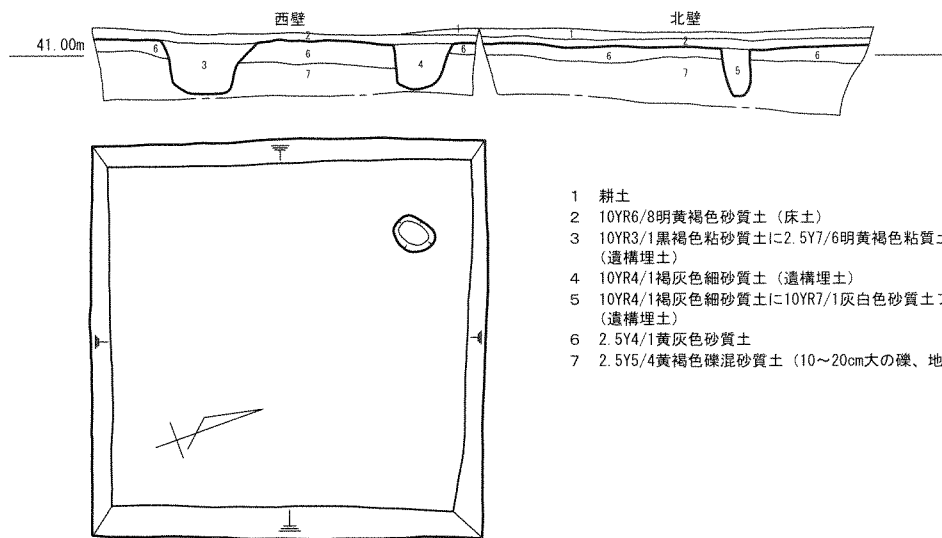 西壁
北壁
41.00m
1
2
6
3
6
7
4
6
1
2
6
7
5
6
1 耕土
2 10YR6/8明黄褐色砂質土（床土）
3 10YR3/1黒褐色粘砂質土に2.5Y7/6明黄褐色粘質土
（遺構埋土）
4 10YR4/1褐灰色細砂質土（遺構埋土）
5 10YR4/1褐灰色細砂質土に10YR7/1灰白色砂質土
（遺構埋土）
6 2.5Y4/1黄灰色砂質土
7 2.5Y5/4黄褐色礫混砂質土（10〜20cm大の礫、地